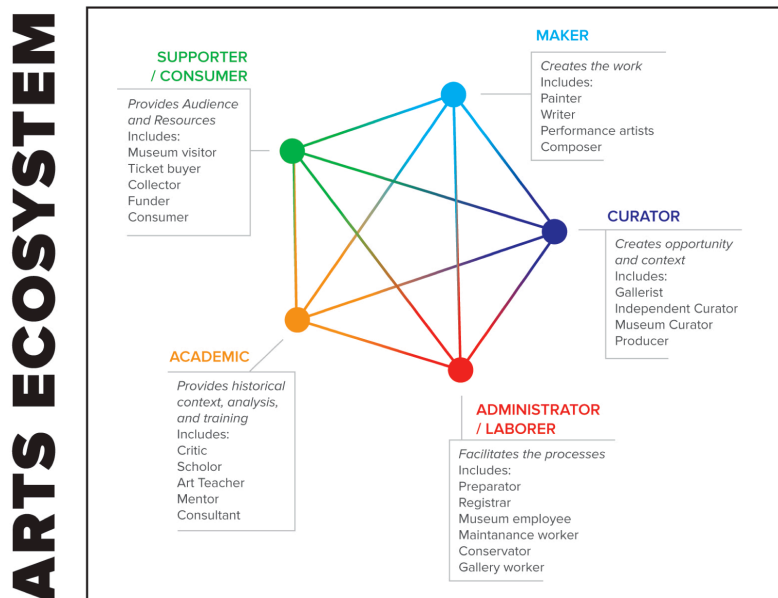 ARTS ECOSYSTEM
SUPPORTER
/ CONSUMER
Provides Audience
and Resources
Includes:
Museum visitor
Ticket buyer
Collector
Funder
Consumer
MAKER
Creates the work
Includes:
Painter
Writer
Performance artists
Composer
CURATOR
Creates opportunity
and context
Includes:
Gallerist
Independent Curator
Museum Curator
Producer
ACADEMIC
Provides historical
context, analysis,
and training
Includes:
Critic
Scholor
Art Teacher
Mentor
Consultant
ADMINISTRATOR
/ LABORER
Facilitates the processes
Includes:
Preparator
Registrar
Museum employee
Maintanance worker
Conservator
Gallery worker